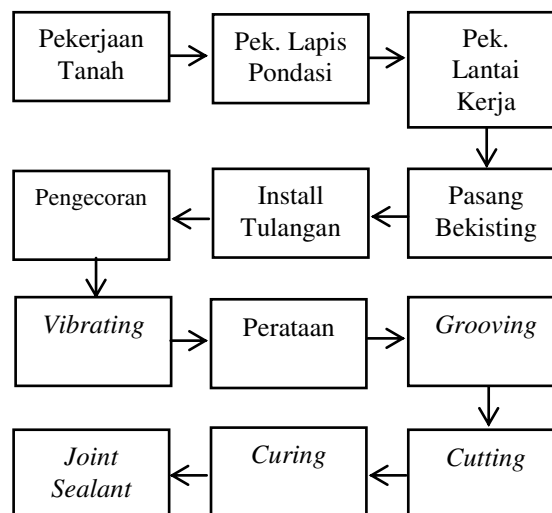 Pekerjaan
Tanah
Pek. Lapis
Pondasi
Pek.
Lantai
Kerja
Pasang
Bekisting
Install
Tulangan
Pengecoran
Vibrating
Perataan
Grooving
Cutting
Curing
Joint
Sealant